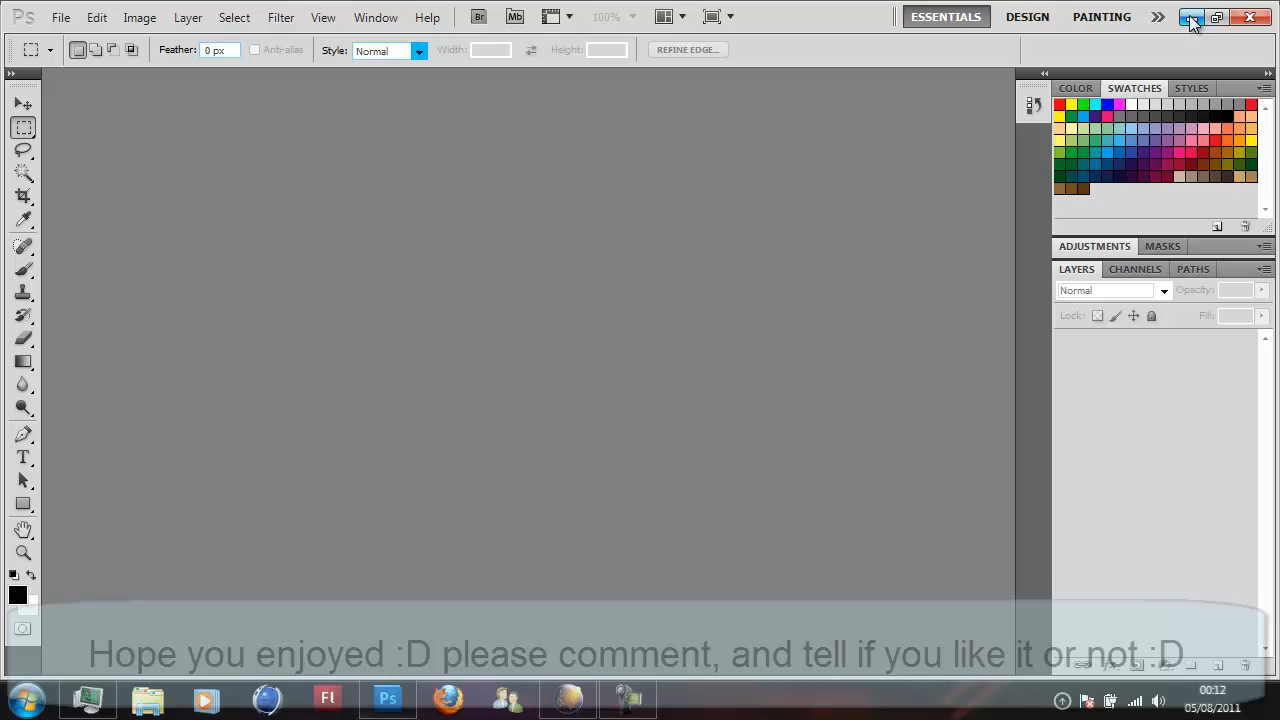 Ps File Edit Image Layer Select Filter Analysis View Window Help Br Mb 100% ESSENTIALS DESIGN PAINTING
Feather: 0 px Anti-alias Style: Normal Width: Height: REFINE EDGE...
COLOR SWATCHES STYLES
ADJUSTMENTS MASKS
LAYERS CHANNELS PATHS
Normal Opacity:
Lock: Fill:
T
Hope you enjoyed :D please comment, and tell if you like it or not :D
Fl Ps
00:12
05/08/2011